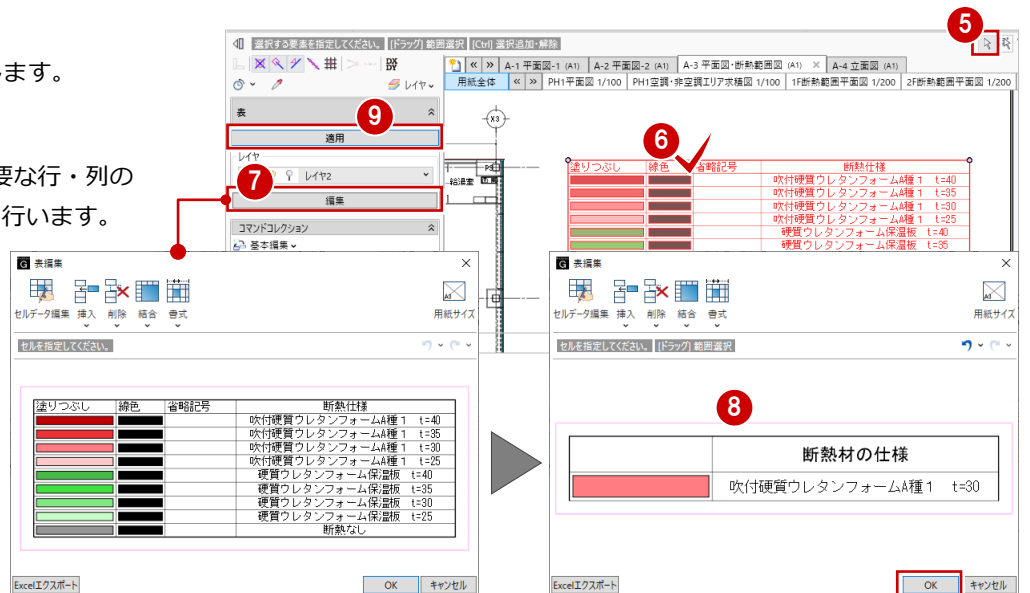 します。
要な行・列の
行います。
5
選択する要素を指定してください。 [ドラッグ] 範囲選択 [Ctrl] 選択追加・解除
レイヤ
表
9
適用
レイヤ
7
レイヤ2
編集
コマンドコレクション
基本編集
« » A-1 平面図-1 (A1) A-2 平面図-2 (A1) A-3 平面図・断熱範囲図 (A1) × A-4 立面図 (A1)
用紙全体 « » PH1平面図 1/100 PH1空調・非空調エリア求積図 1/100 1F断熱範囲平面図 1/200 2F断熱範囲平面図 1/200
X3
PS
給湯室
6
塗りつぶし 線色 省略記号 断熱仕様
吹付硬質ウレタンフォームA種1 t=40
吹付硬質ウレタンフォームA種1 t=35
吹付硬質ウレタンフォームA種1 t=30
吹付硬質ウレタンフォームA種1 t=25
硬質ウレタンフォーム保温板 t=40
硬質ウレタンフォーム保温板 t=35
G 表編集 ×
セルデータ編集 挿入 削除 結合 書式 用紙サイズ
セルを指定してください。
塗りつぶし 線色 省略記号 断熱仕様
吹付硬質ウレタンフォームA種1 t=40
吹付硬質ウレタンフォームA種1 t=35
吹付硬質ウレタンフォームA種1 t=30
吹付硬質ウレタンフォームA種1 t=25
硬質ウレタンフォーム保温板 t=40
硬質ウレタンフォーム保温板 t=35
硬質ウレタンフォーム保温板 t=30
硬質ウレタンフォーム保温板 t=25
断熱なし
Excelエクスポート OK キャンセル
G 表編集 ×
セルデータ編集 挿入 削除 結合 書式 用紙サイズ
セルを指定してください。 [ドラッグ] 範囲選択
8
断熱材の仕様
吹付硬質ウレタンフォームA種1 t=30
Excelエクスポート OK キャンセル